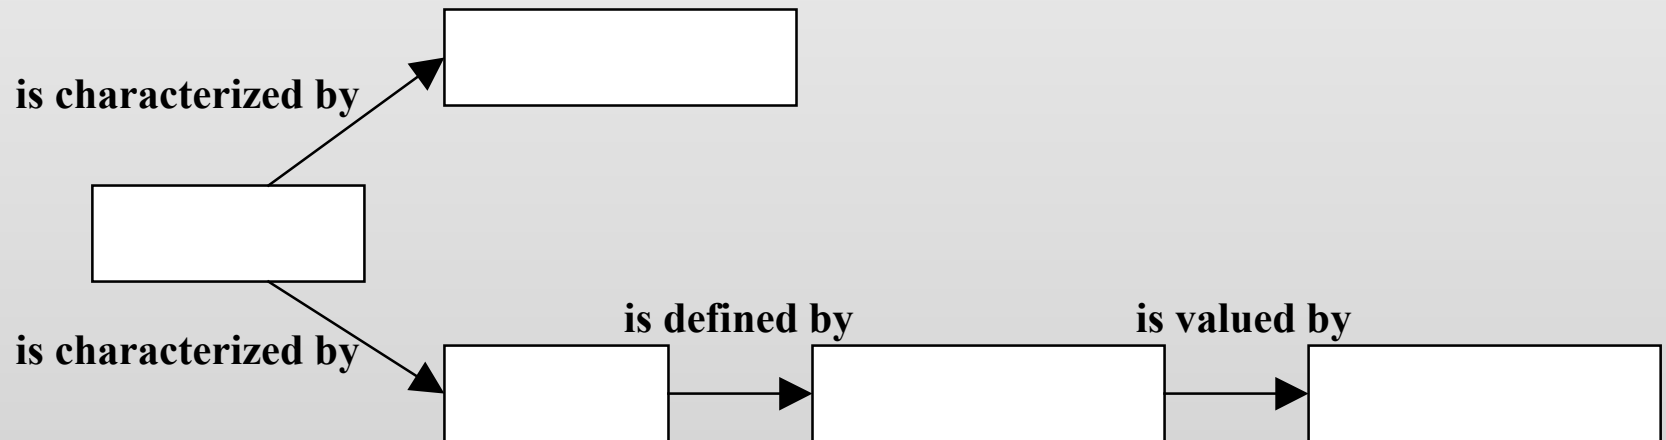 is characterized by
is defined by
is valued by
is characterized by